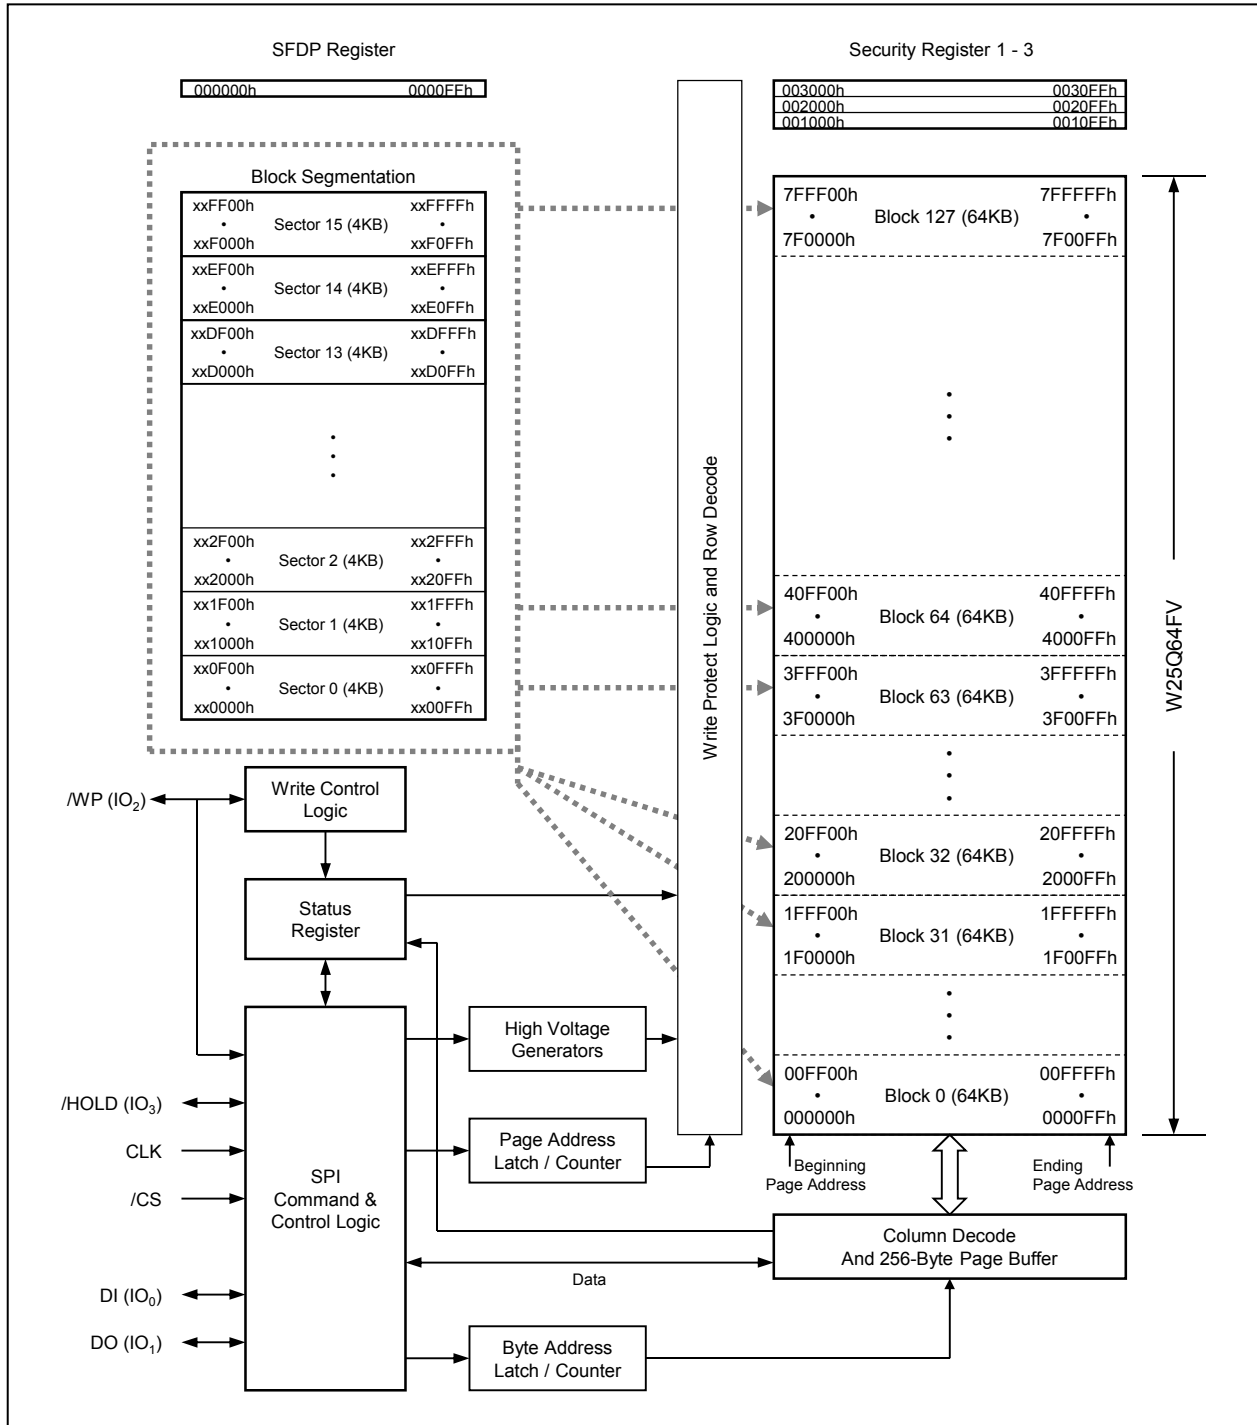 SFDP Register
000000h 0000FFh
Security Register 1 - 3
003000h 0030FFh
002000h 0020FFh
001000h 0010FFh
Block Segmentation
xxFF00h xxFFFFh
• Sector 15 (4KB) •
xxF000h xxF0FFh
xxEF00h xxEFFFh
• Sector 14 (4KB) •
xxE000h xxE0FFh
xxDF00h xxDFFFh
• Sector 13 (4KB) •
xxD000h xxD0FFh
xx2F00h xx2FFFh
• Sector 2 (4KB) •
xx2000h xx20FFh
xx1F00h xx1FFFh
• Sector 1 (4KB) •
xx1000h xx10FFh
xx0F00h xx0FFFh
• Sector 0 (4KB) •
xx0000h xx00FFh
Write Protect Logic and Row Decode
7FFF00h 7FFFFFh
• Block 127 (64KB) •
7F0000h 7F00FFh
40FF00h 40FFFFh
• Block 64 (64KB) •
400000h 4000FFh
3FFF00h 3FFFFFh
• Block 63 (64KB) •
3F0000h 3F00FFh
20FF00h 20FFFFh
• Block 32 (64KB) •
200000h 2000FFh
1FFF00h 1FFFFFh
• Block 31 (64KB) •
1F0000h 1F00FFh
00FF00h 00FFFFh
• Block 0 (64KB) •
000000h 0000FFh
W25Q64FV
Beginning
Page Address
Ending
Page Address
/WP (IO₂)
Write Control
Logic
Status
Register
High Voltage
Generators
/HOLD (IO₃)
CLK
/CS
DI (IO₀)
DO (IO₁)
SPI
Command &
Control Logic
Page Address
Latch / Counter
Column Decode
And 256-Byte Page Buffer
Data
Byte Address
Latch / Counter